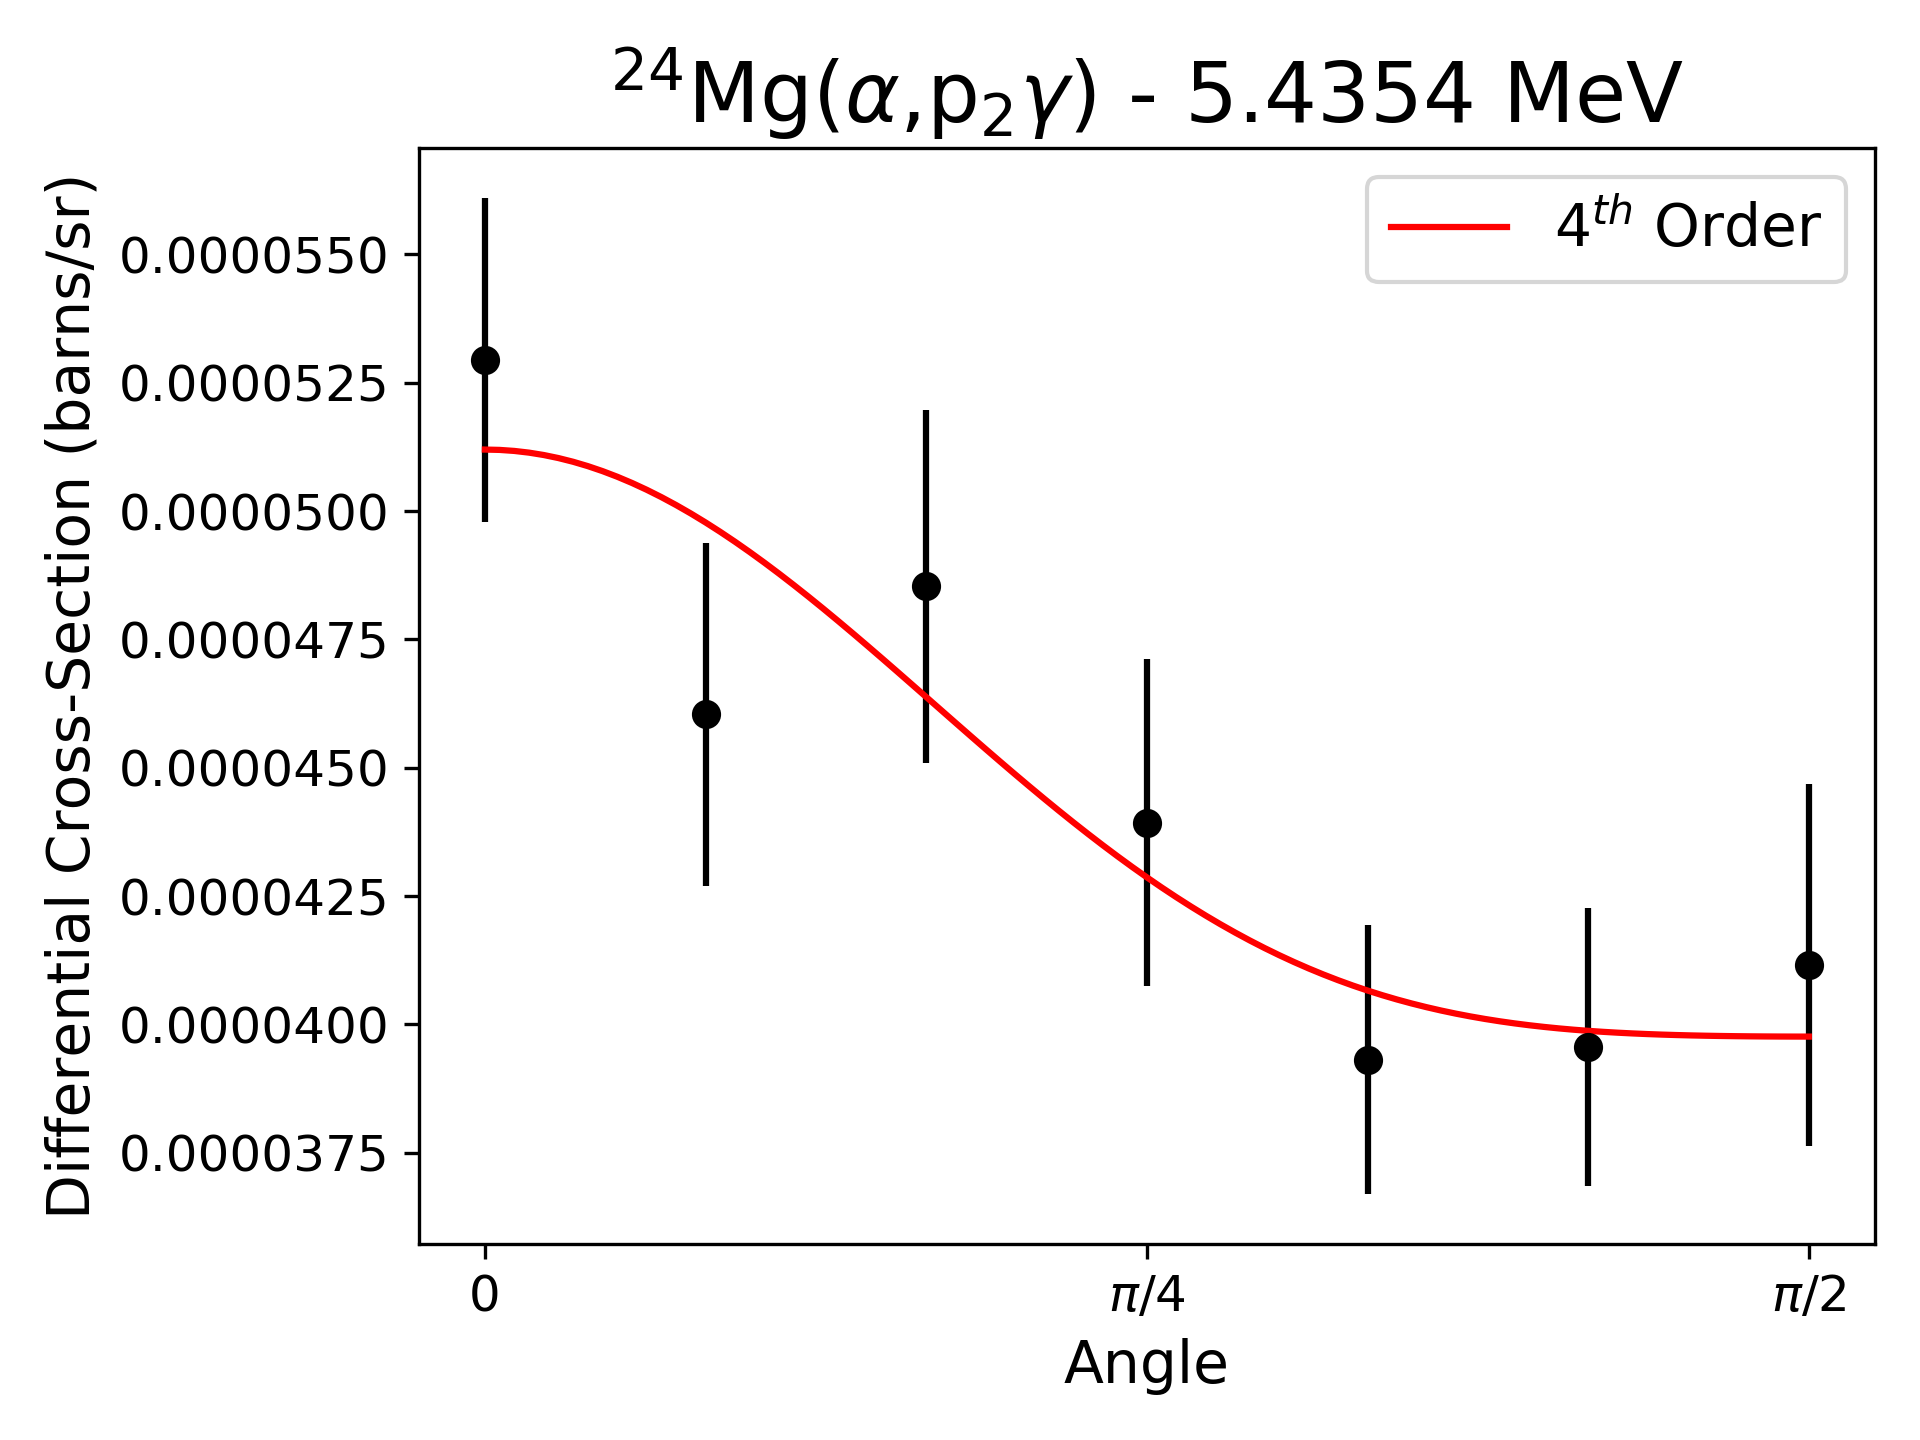 ²⁴Mg(α,p₂γ) - 5.4354 MeV
4ᵗʰ Order
Differential Cross-Section (barns/sr)
0.0000550
0.0000525
0.0000500
0.0000475
0.0000450
0.0000425
0.0000400
0.0000375
0
π/4
π/2
Angle